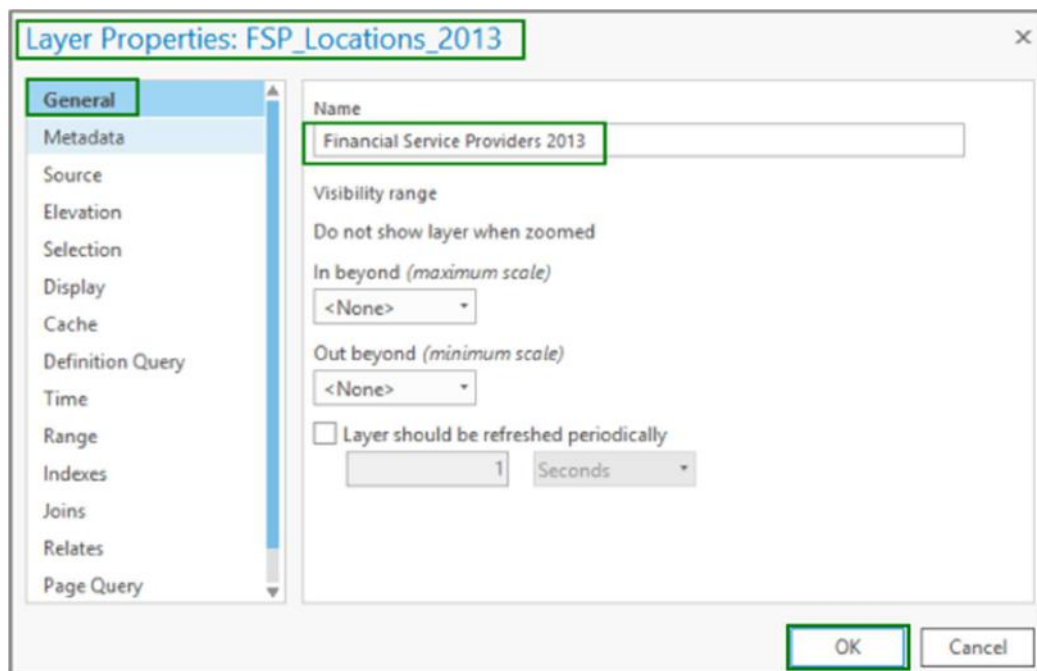 Layer Properties: FSP_Locations_2013
×
General
Metadata
Source
Elevation
Selection
Display
Cache
Definition Query
Time
Range
Indexes
Joins
Relates
Page Query
Name
Financial Service Providers 2013
Visibility range
Do not show layer when zoomed
In beyond (maximum scale)
<None>
Out beyond (minimum scale)
<None>
Layer should be refreshed periodically
1 Seconds
OK Cancel